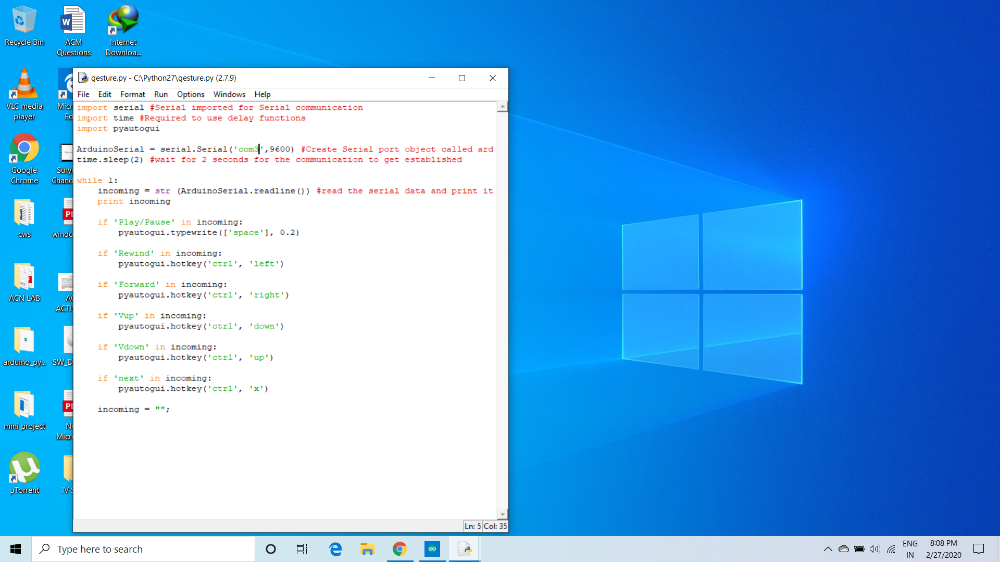 Recycle Bin
ACM
Questions
Internet
Downloa...
VLC media
player
Micr
Ed
Google
Chrome
Sury
Chand
cws
windo
ACN LAB
AC
ACTI
arduino_py...
SW_D
mini project
Ne
Micro
µTorrent
IV S
gesture.py - C:\Python27\gesture.py (2.7.9)
File Edit Format Run Options Windows Help
import serial #Serial imported for Serial communication
import time #Required to use delay functions
import pyautogui
ArduinoSerial = serial.Serial('com3',9600) #Create Serial port object called ard
time.sleep(2) #wait for 2 seconds for the communication to get established
while 1:
incoming = str (ArduinoSerial.readline()) #read the serial data and print it
print incoming
if 'Play/Pause' in incoming:
pyautogui.typewrite(['space'], 0.2)
if 'Rewind' in incoming:
pyautogui.hotkey('ctrl', 'left')
if 'Forward' in incoming:
pyautogui.hotkey('ctrl', 'right')
if 'Vup' in incoming:
pyautogui.hotkey('ctrl', 'down')
if 'Vdown' in incoming:
pyautogui.hotkey('ctrl', 'up')
if 'next' in incoming:
pyautogui.hotkey('ctrl', 'x')
incoming = "";
Ln: 5 Col: 35
Type here to search
ENG
IN
8:08 PM
2/27/2020